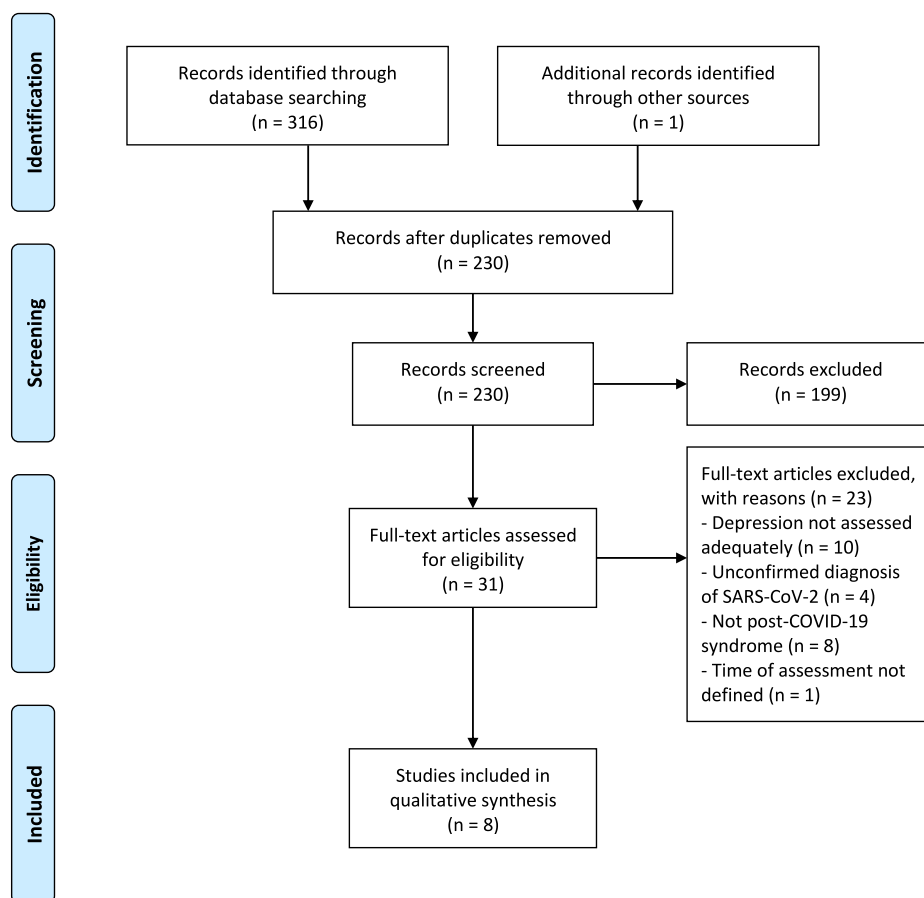 Identification
Records identified through
database searching
(n = 316)
Additional records identified
through other sources
(n = 1)
Records after duplicates removed
(n = 230)
Screening
Records screened
(n = 230)
Records excluded
(n = 199)
Eligibility
Full-text articles assessed
for eligibility
(n = 31)
Full-text articles excluded,
with reasons (n = 23)
- Depression not assessed
adequately (n = 10)
- Unconfirmed diagnosis
of SARS-CoV-2 (n = 4)
- Not post-COVID-19
syndrome (n = 8)
- Time of assessment not
defined (n = 1)
Included
Studies included in
qualitative synthesis
(n = 8)